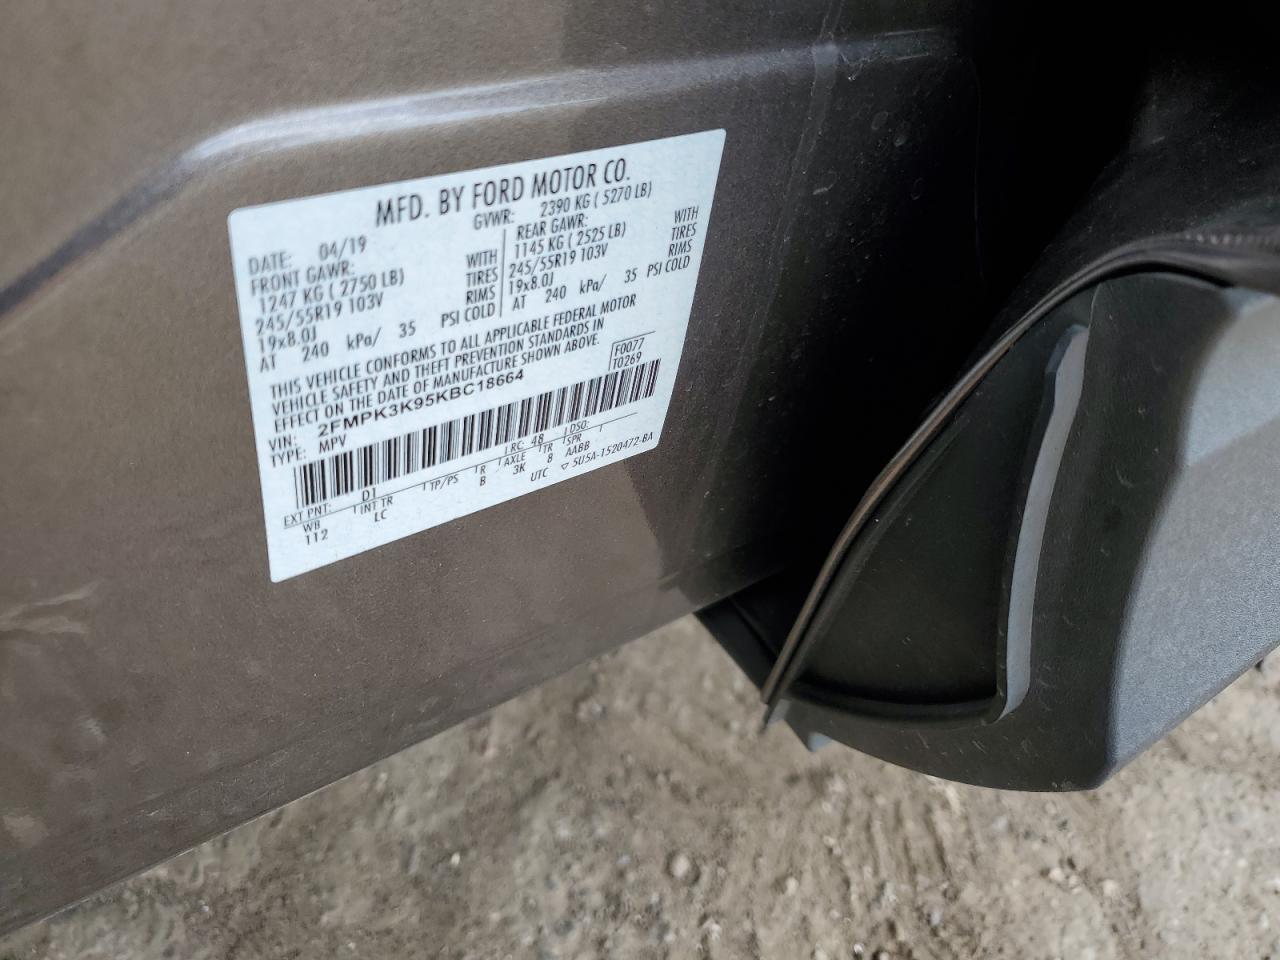 MFD. BY FORD MOTOR CO.
DATE: 04/19 GVWR: 2390 KG ( 5270 LB)
FRONT GAWR: REAR GAWR:
1247 KG ( 2750 LB) WITH 1145 KG ( 2525 LB) WITH
245/55R19 103V TIRES 245/55R19 103V TIRES
19x8.0J RIMS 19x8.0J RIMS
AT 240 kPa/ 35 PSI COLD AT 240 kPa/ 35 PSI COLD
THIS VEHICLE CONFORMS TO ALL APPLICABLE FEDERAL MOTOR
VEHICLE SAFETY AND THEFT PREVENTION STANDARDS IN
EFFECT ON THE DATE OF MANUFACTURE SHOWN ABOVE.
F0077
VIN: 2FMPK3K95KBC18664 T0269
TYPE: MPV
EXT PNT: D1 RC: 48 DSO:
WB INT TR TP/PS R AXLE TR SPR
112 LC B 3K 8 AABB
UTC ▽ 5U5A-1520472-BA